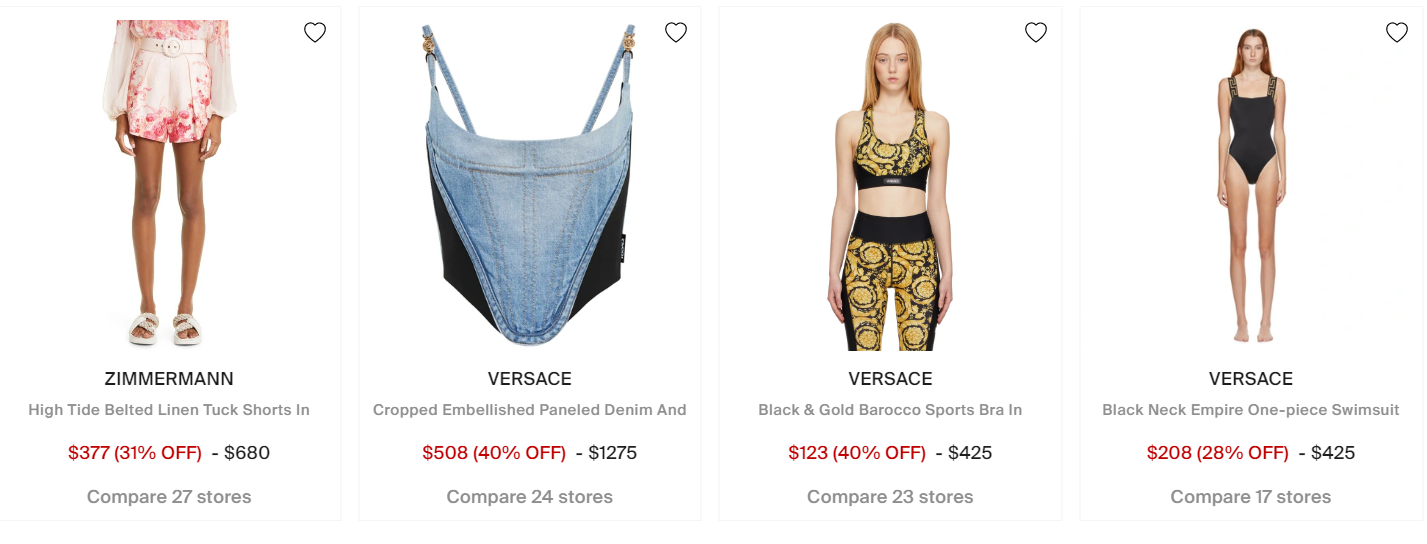 ZIMMERMANN
High Tide Belted Linen Tuck Shorts In
$377 (31% OFF) - $680
Compare 27 stores
VERSACE
Cropped Embellished Paneled Denim And
$508 (40% OFF) - $1275
Compare 24 stores
VERSACE
Black & Gold Barocco Sports Bra In
$123 (40% OFF) - $425
Compare 23 stores
VERSACE
Black Neck Empire One-piece Swimsuit
$208 (28% OFF) - $425
Compare 17 stores